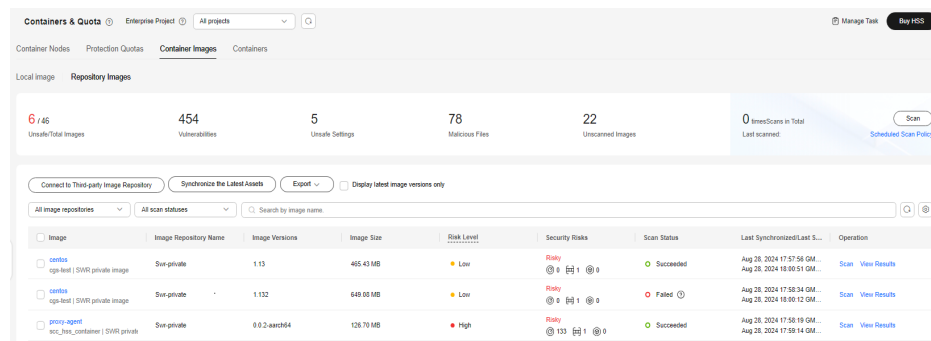 Containers & Quota Enterprise Project All projects Manage Task Buy HSS
Container Nodes Protection Quotas Container Images Containers
Local image Repository Images
6 / 46 454 5 78 22 0 timesScans in Total Scan
Unsafe/Total Images Vulnerabilities Unsafe Settings Malicious Files Unscanned Images Last scanned: Scheduled Scan Policy
Connect to Third-party Image Repository Synchronize the Latest Assets Export Display latest image versions only
All image repositories All scan statuses Search by image name.
Image Image Repository Name Image Versions Image Size Risk Level Security Risks Scan Status Last Synchronized/Last S... Operation
centos Swr-private 1.13 465.43 MB Low Risky Succeeded Aug 28, 2024 17:57:56 GM... Scan View Results
cgs-test | SWR private image 0 1 0 Aug 28, 2024 18:00:51 GM...
centos Swr-private 1.132 649.08 MB Low Risky Failed Aug 28, 2024 17:58:34 GM... Scan View Results
cgs-test | SWR private image 0 1 0 Aug 28, 2024 18:00:12 GM...
proxy-agent Swr-private 0.0.2-aarch64 126.70 MB High Risky Succeeded Aug 28, 2024 17:58:19 GM... Scan View Results
scc_hss_container | SWR privat 133 1 0 Aug 28, 2024 17:59:14 GM...